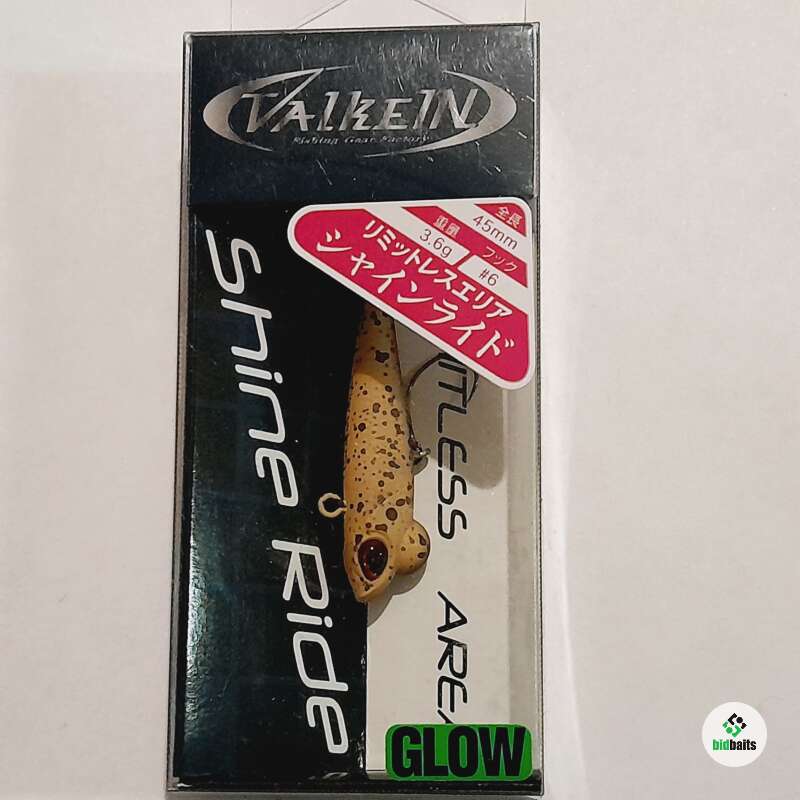 VALKEIN
Fishing Gear Factory
全長
45mm
重量
3.6g
フック
#6
リミットレスエリア
シャインライド
Shine Ride
ITLESS AREA
GLOW
bidbaits